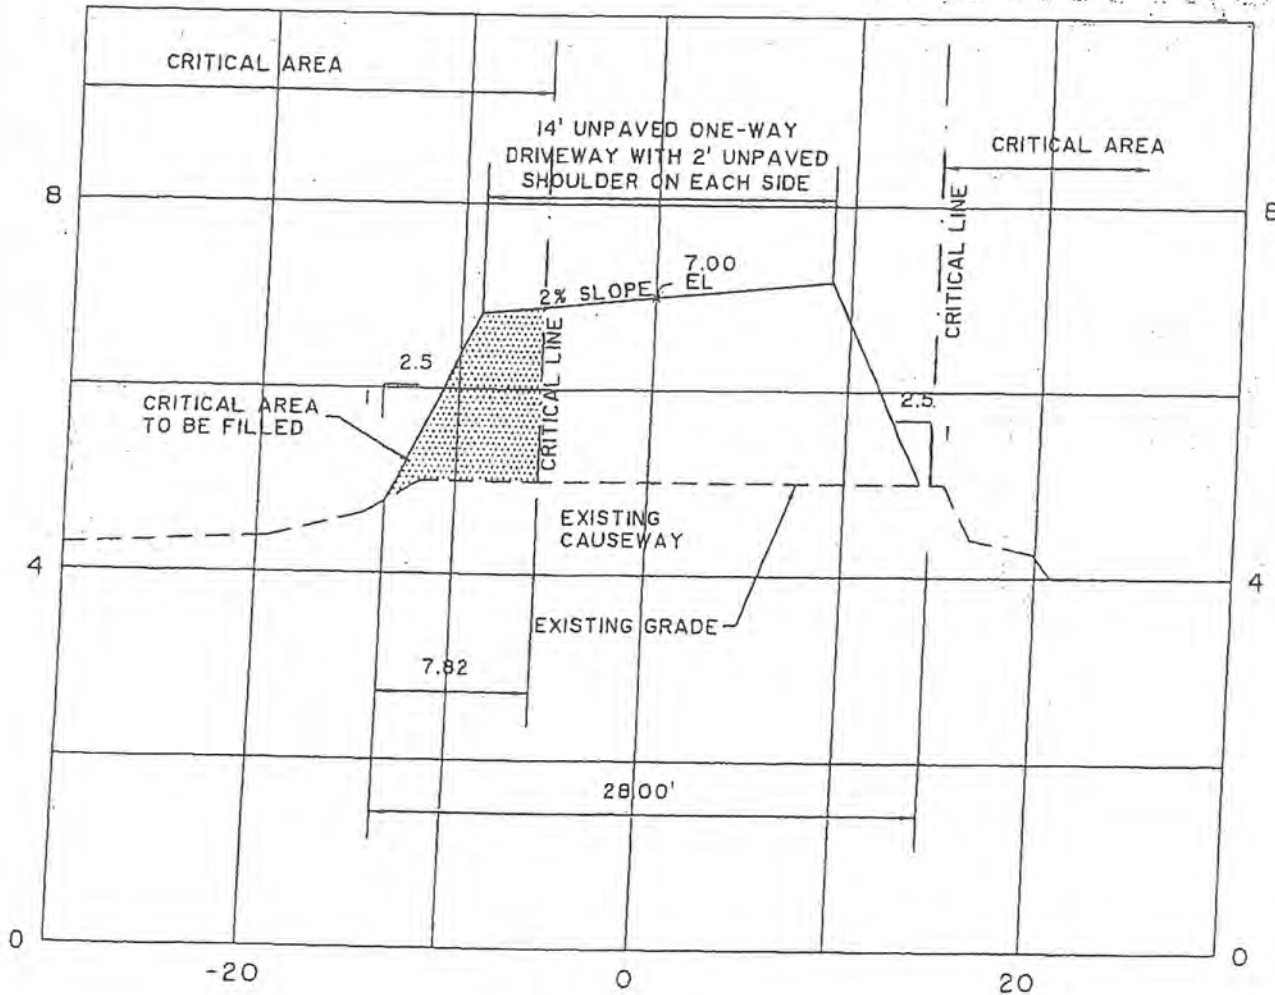 CRITICAL AREA
14' UNPAVED ONE-WAY
DRIVEWAY WITH 2' UNPAVED
SHOULDER ON EACH SIDE
CRITICAL AREA
8
8
CRITICAL LINE
7.00
EL
2% SLOPE
CRITICAL LINE
2.5
1
2.5
1
CRITICAL AREA
TO BE FILLED
EXISTING
CAUSEWAY
4
4
EXISTING GRADE
7.82
28.00'
0
0
-20
0
20